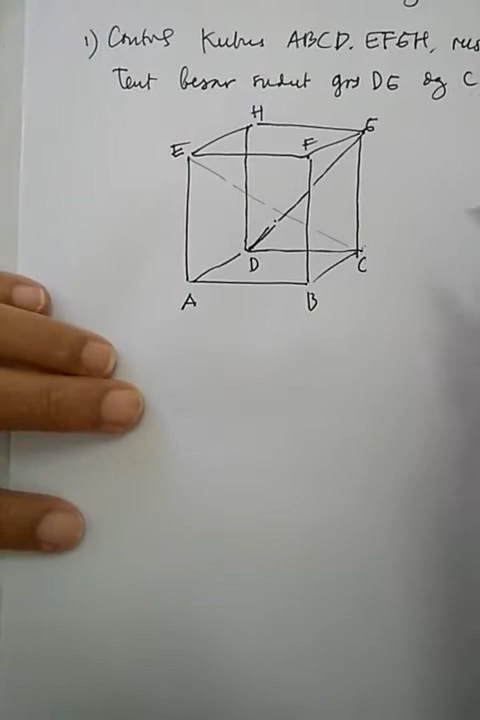 1) Contoh Kubus ABCD. EFGH, rus
Tent besar sudut grs DG dg C
H
G
E
F
D
C
A
B